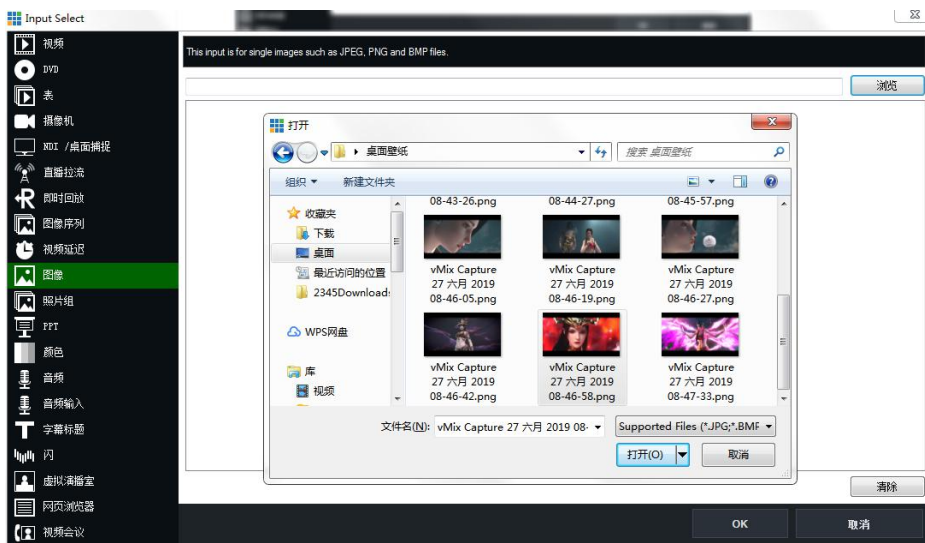 Input Select
视频
DVD
表
摄像机
NDI /桌面捕捉
直播拉流
即时回放
图像序列
视频延迟
图像
照片组
PPT
颜色
音频
音频输入
字幕标题
闪
虚拟演播室
网页浏览器
视频会议
This input is for single images such as JPEG, PNG and BMP files.
浏览
打开
桌面壁纸
搜索 桌面壁纸
组织
新建文件夹
收藏夹
下载
桌面
最近访问的位置
2345Download
WPS网盘
库
视频
08-43-26.png
08-44-27.png
08-45-57.png
vMix Capture
27 六月 2019
08-46-05.png
vMix Capture
27 六月 2019
08-46-19.png
vMix Capture
27 六月 2019
08-46-27.png
vMix Capture
27 六月 2019
08-46-42.png
vMix Capture
27 六月 2019
08-46-58.png
vMix Capture
27 六月 2019
08-47-33.png
文件名(N): vMix Capture 27 六月 2019 08-
Supported Files (*.JPG;*.BMF
打开(O)
取消
清除
OK
取消